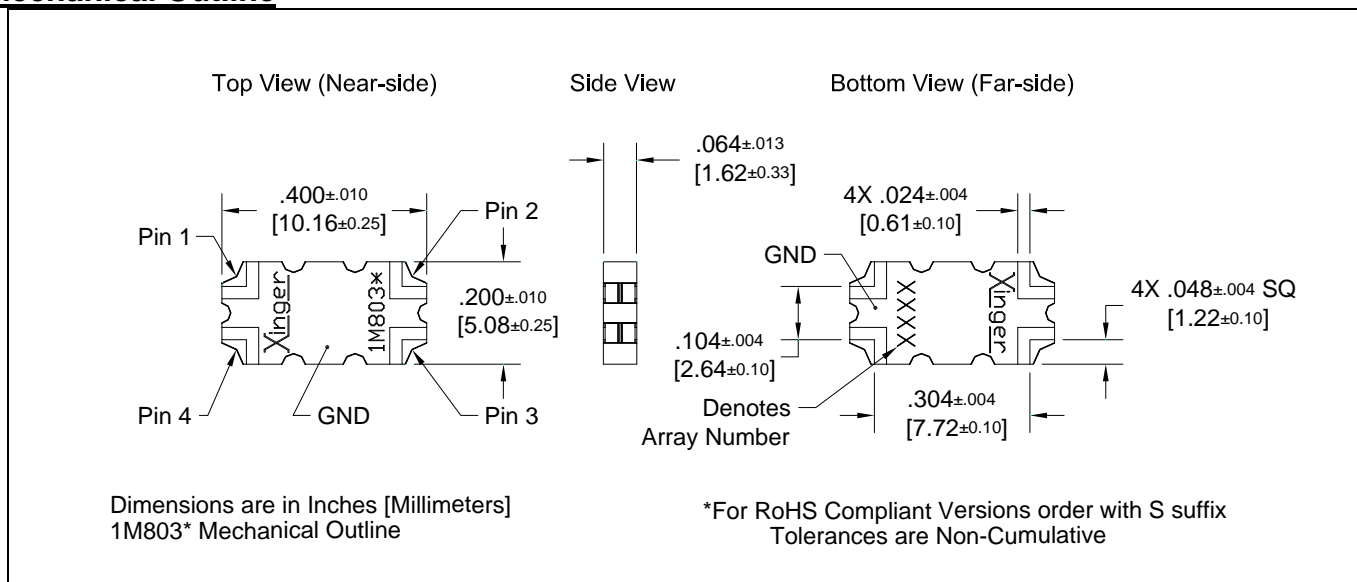 Mechanical Outline
Top View (Near-side)
Side View
Bottom View (Far-side)
.064±.013
[1.62±0.33]
.400±.010
[10.16±0.25]
Pin 1
Pin 2
4X .024±.004
[0.61±0.10]
GND
Xinger
1M803*
.200±.010
[5.08±0.25]
XXXX
Xinger
4X .048±.004 SQ
[1.22±0.10]
.104±.004
[2.64±0.10]
Pin 4
GND
Pin 3
Denotes
Array Number
.304±.004
[7.72±0.10]
Dimensions are in Inches [Millimeters]
1M803* Mechanical Outline
*For RoHS Compliant Versions order with S suffix
Tolerances are Non-Cumulative